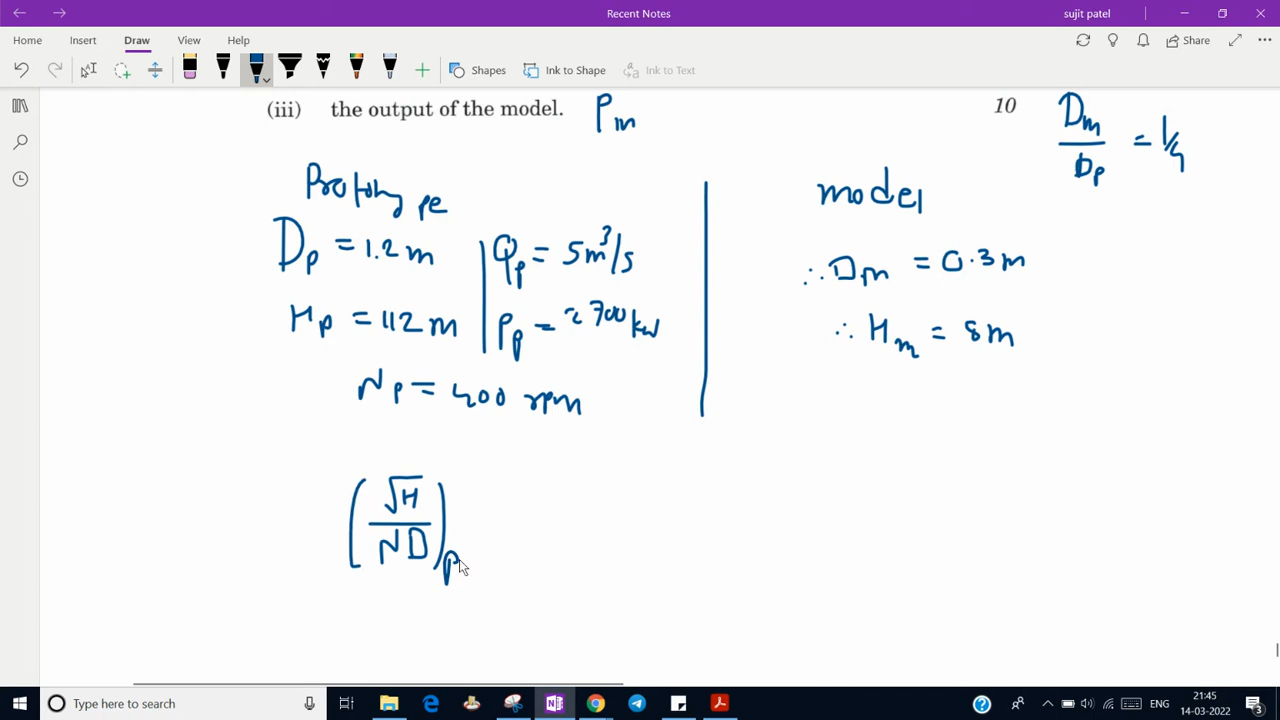 Recent Notes
sujit patel
Home Insert Draw View Help
Share
Shapes
Ink to Shape
Ink to Text
(iii) the output of the model. Pm
10
Dm/Dp = 1/4
Prototype
Dp = 1.2 m
Qp = 5 m³/s
Hp = 112 m
Pp = 700 kW
Np = 400 rpm
model
∴ Dm = 0.3 m
∴ Hm = 8 m
(√H/ND)p
Type here to search
ENG
21:45
14-03-2022
3